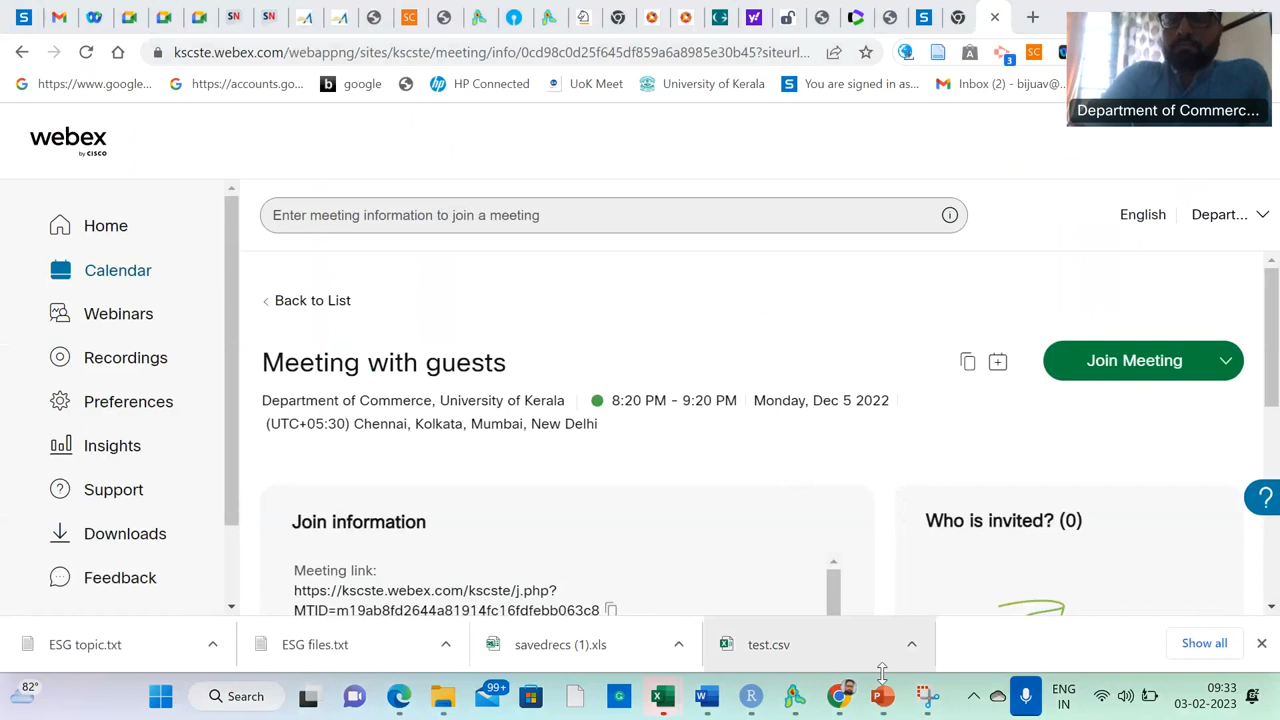 kscste.webex.com/webappng/sites/kscste/meeting/info/0cd98c0d25f645df859a6a8985e30b45?siteurl...
3
https://www.google...
https://accounts.go...
google
HP Connected
UoK Meet
University of Kerala
You are signed in as...
Inbox (2) - bijuav@...
Department of Commerc...
webex
by CISCO
Enter meeting information to join a meeting
English
Depart...
Home
Calendar
Webinars
Recordings
Preferences
Insights
Support
Downloads
Feedback
Back to List
Meeting with guests
Join Meeting
Department of Commerce, University of Kerala
8:20 PM - 9:20 PM
Monday, Dec 5 2022
(UTC+05:30) Chennai, Kolkata, Mumbai, New Delhi
Join information
Meeting link:
https://kscste.webex.com/kscste/j.php?
MTID=m19ab8fd2644a81914fc16fdfebb063c8
Who is invited? (0)
?
ESG topic.txt
ESG files.txt
savedrecs (1).xls
test.csv
Show all
82°
Search
99+
ENG
IN
09:33
03-02-2023